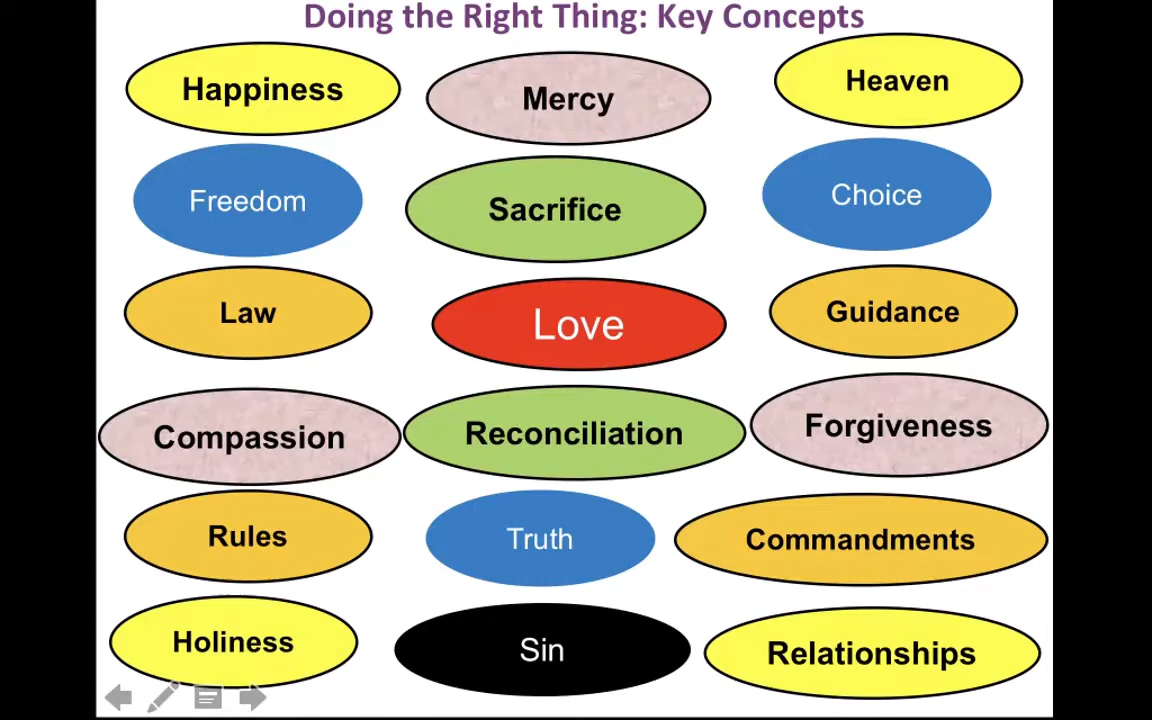 Doing the Right Thing: Key Concepts
Happiness
Mercy
Heaven
Freedom
Sacrifice
Choice
Law
Love
Guidance
Compassion
Reconciliation
Forgiveness
Rules
Truth
Commandments
Holiness
Sin
Relationships